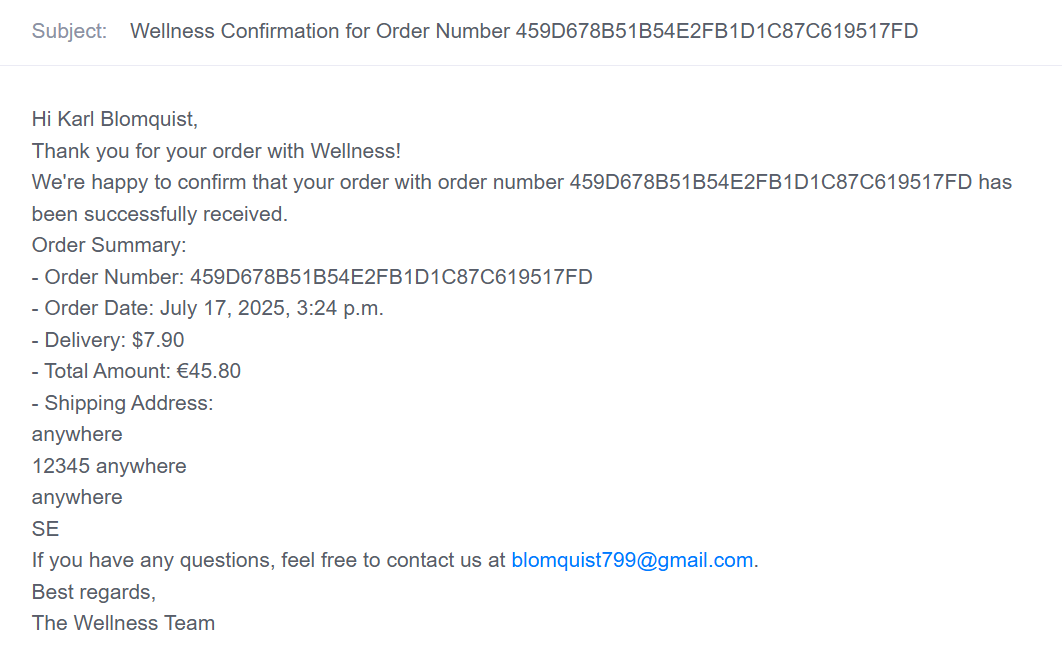 Subject: Wellness Confirmation for Order Number 459D678B51B54E2FB1D1C87C619517FD
Hi Karl Blomquist,
Thank you for your order with Wellness!
We're happy to confirm that your order with order number 459D678B51B54E2FB1D1C87C619517FD has
been successfully received.
Order Summary:
- Order Number: 459D678B51B54E2FB1D1C87C619517FD
- Order Date: July 17, 2025, 3:24 p.m.
- Delivery: $7.90
- Total Amount: €45.80
- Shipping Address:
anywhere
12345 anywhere
anywhere
SE
If you have any questions, feel free to contact us at blomquist799@gmail.com.
Best regards,
The Wellness Team